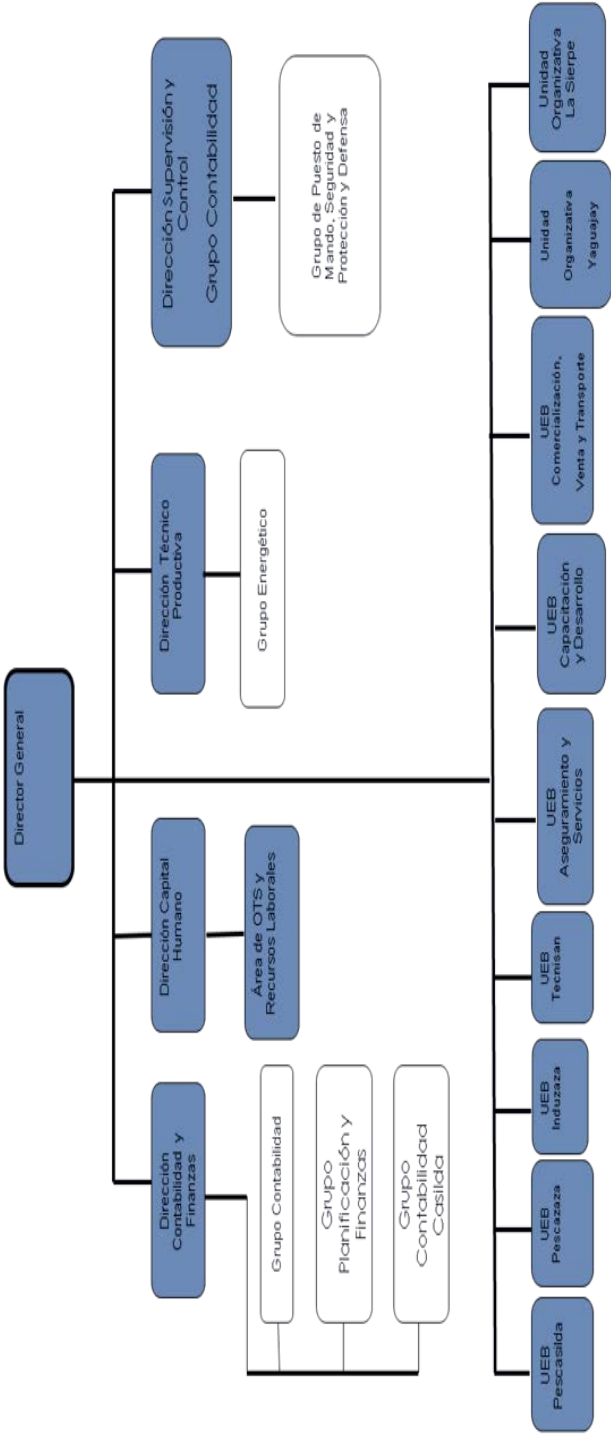 Director General
Dirección
Contabilidad y
Finanzas
Dirección Capital
Humano
Dirección Técnico
Productiva
Dirección Supervisión y
Control
Grupo Contabilidad
Grupo Contabilidad
Grupo
Planificación y
Finanzas
Grupo
Contabilidad
Casilda
Área de OTS y
Recursos Laborales
Grupo Energético
Grupo de Puesto de
Mando, Seguridad y
Protección y Defensa
UEB
Pescasilda
UEB
Pescazaza
UEB
Induzaza
UEB
Tecnisan
UEB
Aseguramiento y
Servicios
UEB
Capacitación
y Desarrollo
UEB
Comercialización,
Venta y Transporte
Unidad
Organizativa
Yaguajay
Unidad
Organizativa
La Sierpe